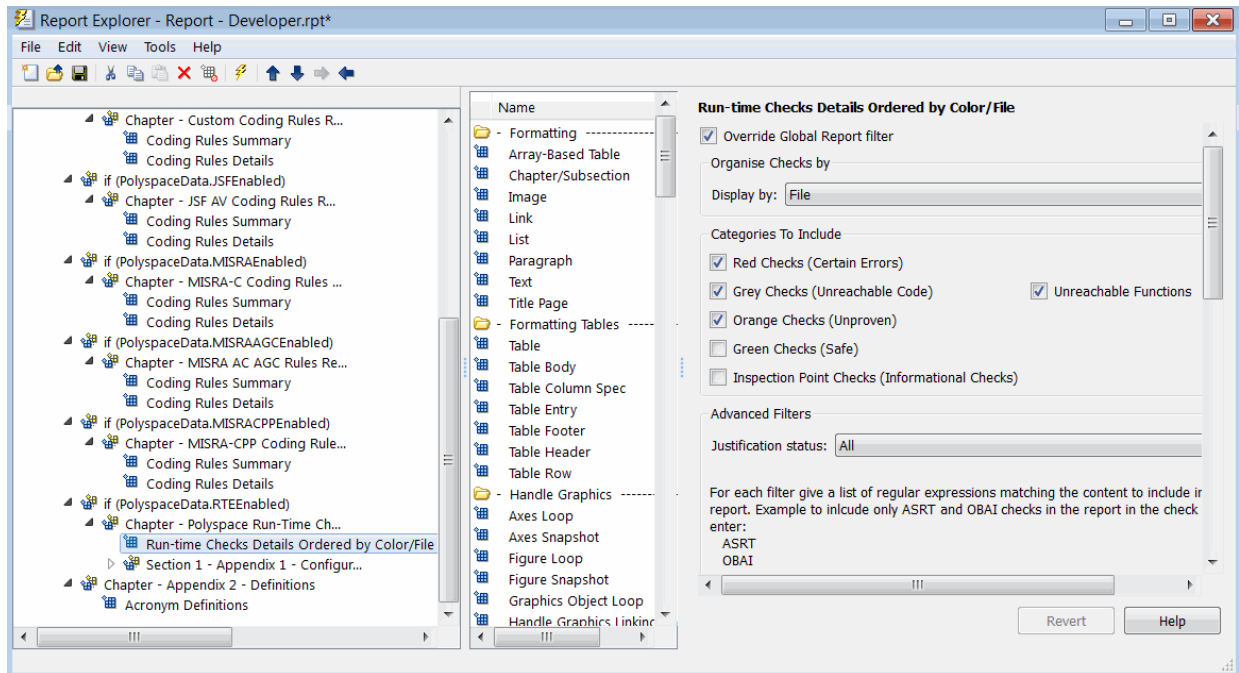 Report Explorer - Report - Developer.rpt*
File Edit View Tools Help
Chapter - Custom Coding Rules R...
Coding Rules Summary
Coding Rules Details
if (PolyspaceData.JSFEnabled)
Chapter - JSF AV Coding Rules R...
Coding Rules Summary
Coding Rules Details
if (PolyspaceData.MISRAEnabled)
Chapter - MISRA-C Coding Rules ...
Coding Rules Summary
Coding Rules Details
if (PolyspaceData.MISRAAGCEnabled)
Chapter - MISRA AC AGC Rules Re...
Coding Rules Summary
Coding Rules Details
if (PolyspaceData.MISRACPPEnabled)
Chapter - MISRA-CPP Coding Rule...
Coding Rules Summary
Coding Rules Details
if (PolyspaceData.RTEEnabled)
Chapter - Polyspace Run-Time Ch...
Run-time Checks Details Ordered by Color/File
Section 1 - Appendix 1 - Configur...
Chapter - Appendix 2 - Definitions
Acronym Definitions
Name
- Formatting -------------
Array-Based Table
Chapter/Subsection
Image
Link
List
Paragraph
Text
Title Page
- Formatting Tables -----
Table
Table Body
Table Column Spec
Table Entry
Table Footer
Table Header
Table Row
- Handle Graphics -------
Axes Loop
Axes Snapshot
Figure Loop
Figure Snapshot
Graphics Object Loop
Handle Graphics Linking
Run-time Checks Details Ordered by Color/File
Override Global Report filter
Organise Checks by
Display by: File
Categories To Include
Red Checks (Certain Errors)
Grey Checks (Unreachable Code) Unreachable Functions
Orange Checks (Unproven)
Green Checks (Safe)
Inspection Point Checks (Informational Checks)
Advanced Filters
Justification status: All
For each filter give a list of regular expressions matching the content to include in
report. Example to inlcude only ASRT and OBAI checks in the report in the check
enter:
ASRT
OBAI
Revert Help